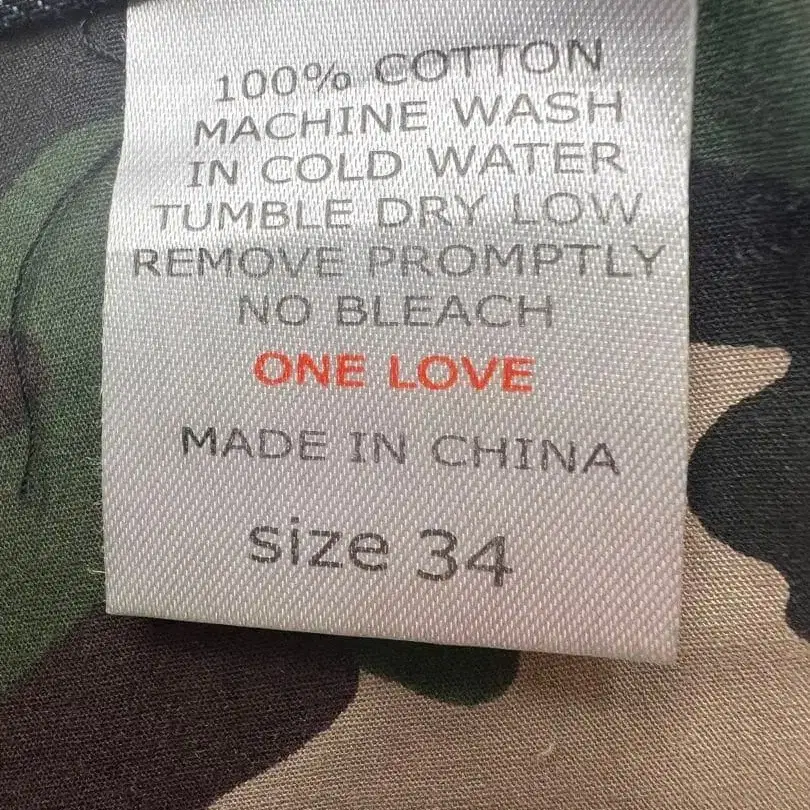 100% COTTON
MACHINE WASH
IN COLD WATER
TUMBLE DRY LOW
REMOVE PROMPTLY
NO BLEACH
ONE LOVE
MADE IN CHINA
size 34